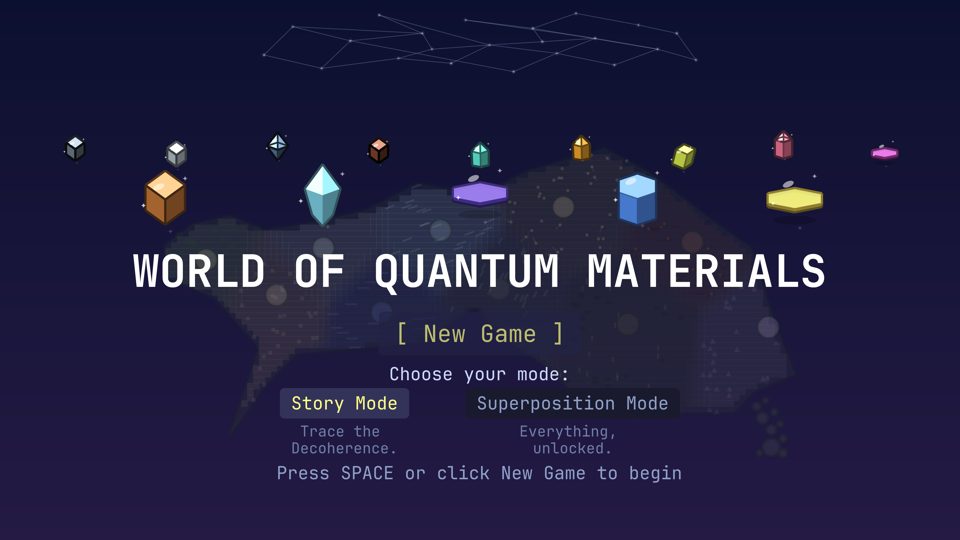 WORLD OF QUANTUM MATERIALS
[ New Game ]
Choose your mode:
Story Mode
Superposition Mode
Trace the
Decoherence.
Everything,
unlocked.
Press SPACE or click New Game to begin